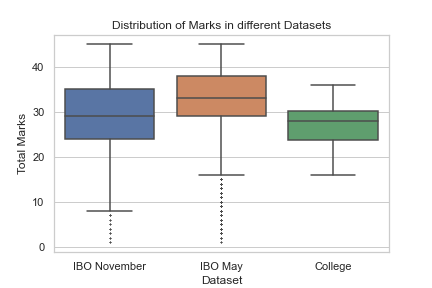 Distribution of Marks in different Datasets
Total Marks
40
30
20
10
0
IBO November IBO May College
Dataset